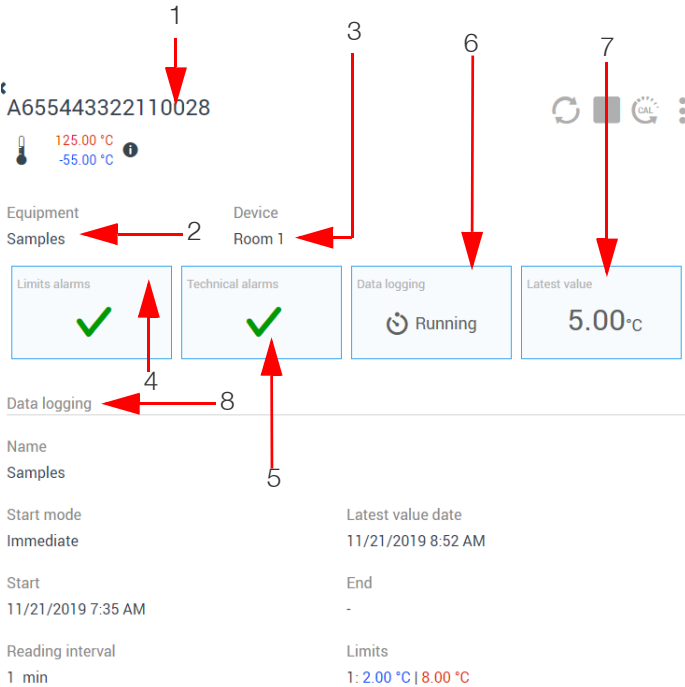 1
3
6
7
A655443322110028
CAL
125.00 °C
-55.00 °C
Equipment
Device
Samples
2
Room 1
Limits alarms
Technical alarms
Data logging
Latest value
Running
5.00°C
4
Data logging
8
Name
Samples
5
Start mode
Latest value date
Immediate
11/21/2019 8:52 AM
Start
End
11/21/2019 7:35 AM
-
Reading interval
Limits
1 min
1: 2.00 °C | 8.00 °C